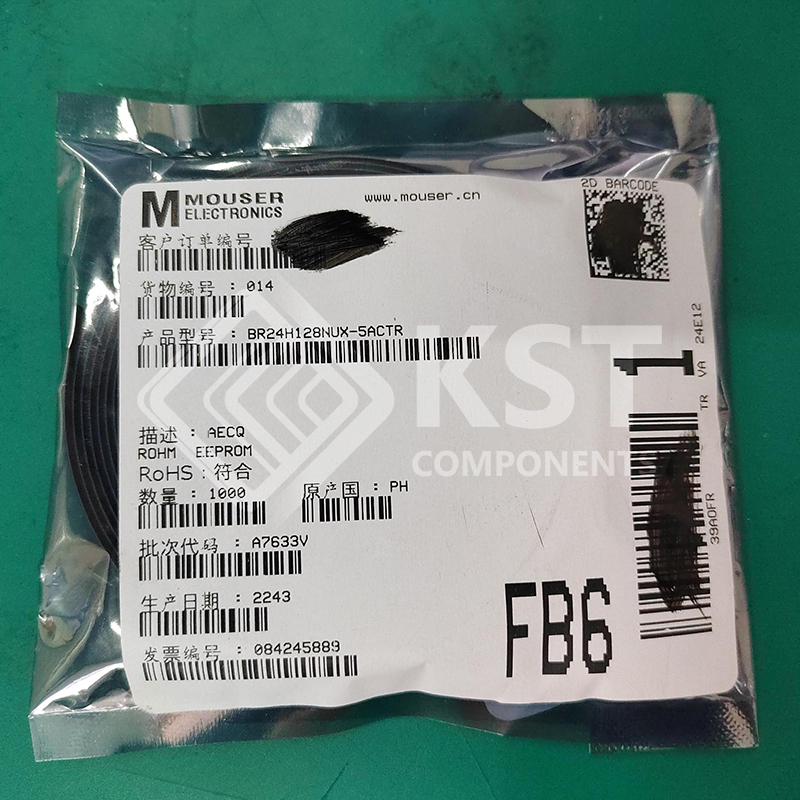 MOUSER
ELECTRONICS
www.mouser.cn
2D BARCODE
客户订单编号
货物编号 : 014
产品型号 : BR24H128NUX-5ACTR
描述 : AECQ
ROHM EEPROM
RoHS : 符合
数量 : 1000
原产国 : PH
批次代码 : A7633V
生产日期 : 2243
发票编号 : 084245889
FB6
1
TR VA 24E12
39AOFR
KST
COMPONENTS